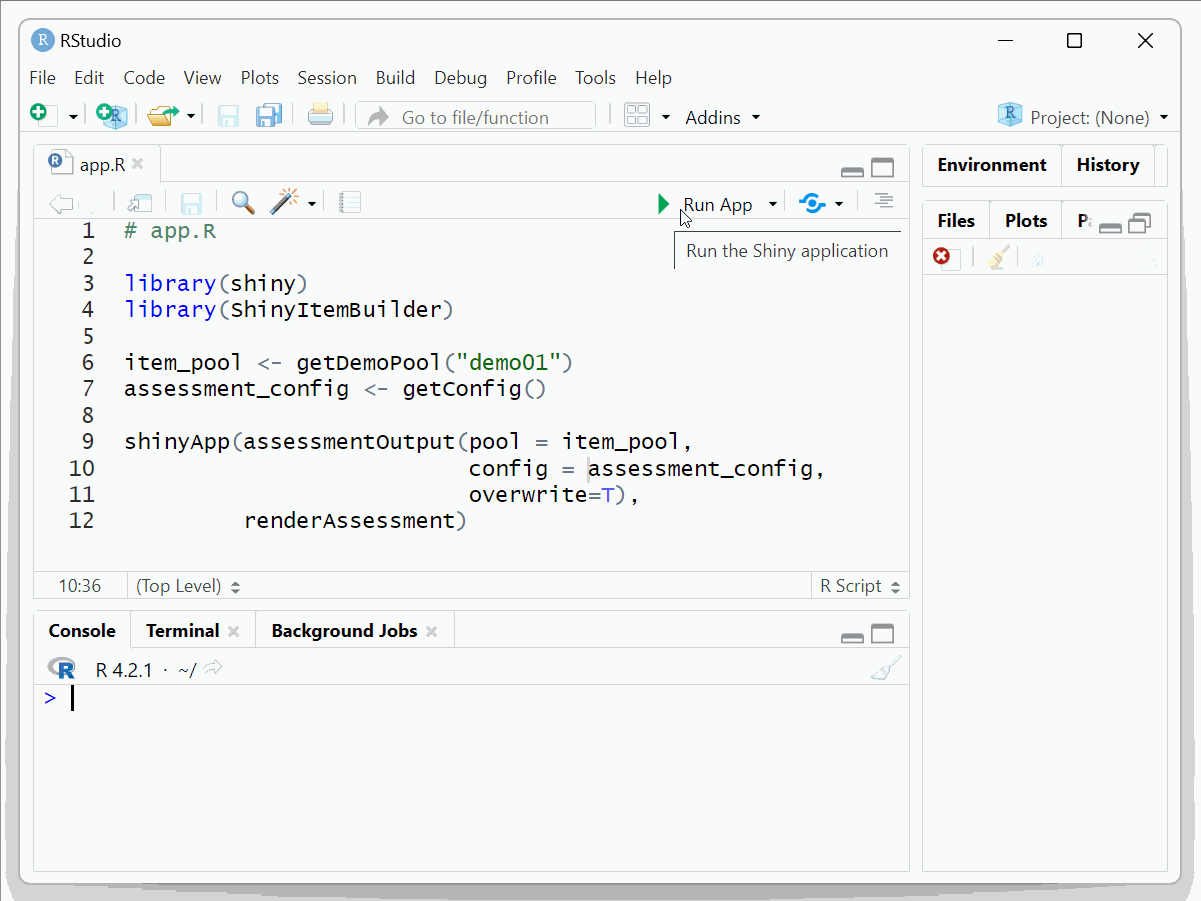 R RStudio
File Edit Code View Plots Session Build Debug Profile Tools Help
Go to file/function Addins Project: (None)
app.R
Run App
Run the Shiny application
1 # app.R
2
3 library(shiny)
4 library(ShinyItemBuilder)
5
6 item_pool <- getDemoPool("demo01")
7 assessment_config <- getConfig()
8
9 shinyApp(assessmentOutput(pool = item_pool,
10 config = assessment_config,
11 overwrite=T),
12 renderAssessment)
10:36 (Top Level) R Script
Console Terminal Background Jobs
R R 4.2.1 · ~/
>
Environment History
Files Plots